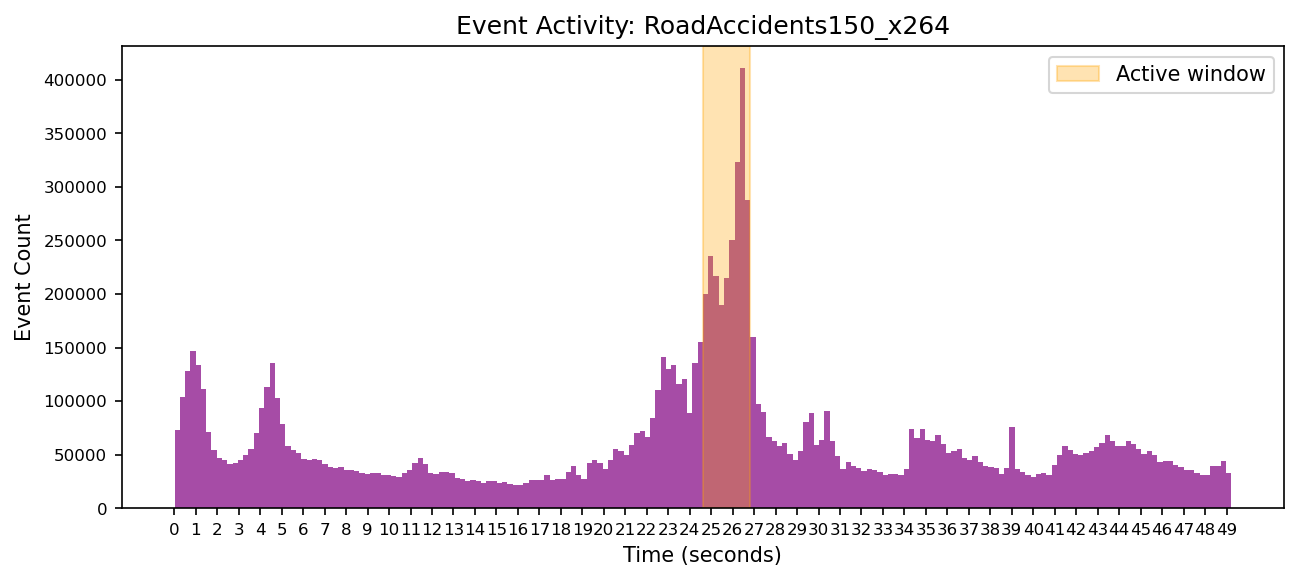 Event Activity: RoadAccidents150_x264
Active window
Event Count
400000
350000
300000
250000
200000
150000
100000
50000
0
0 1 2 3 4 5 6 7 8 9 10 11 12 13 14 15 16 17 18 19 20 21 22 23 24 25 26 27 28 29 30 31 32 33 34 35 36 37 38 39 40 41 42 43 44 45 46 47 48 49
Time (seconds)